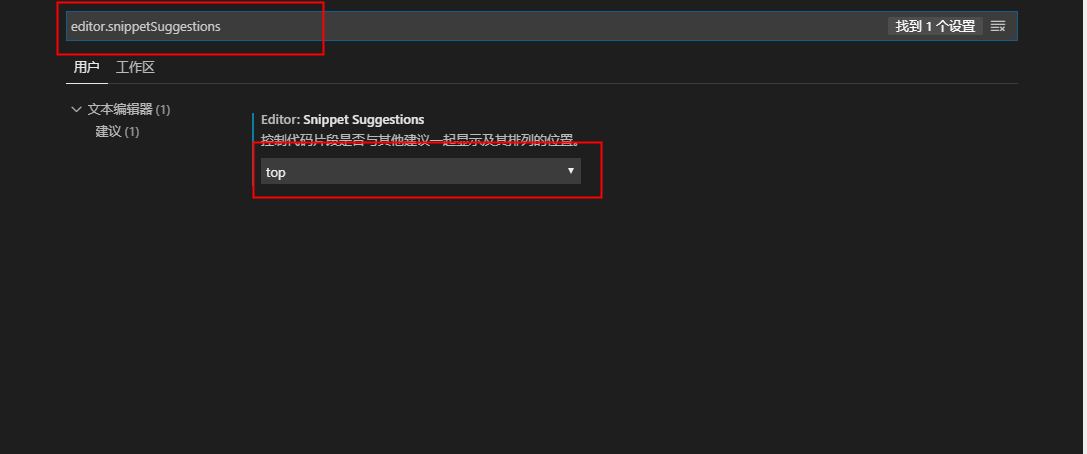 editor.snippetSuggestions
找到 1 个设置
用户 工作区
文本编辑器 (1)
建议 (1)
Editor: Snippet Suggestions
控制代码片段是否与其他建议一起显示及其排列的位置。
top